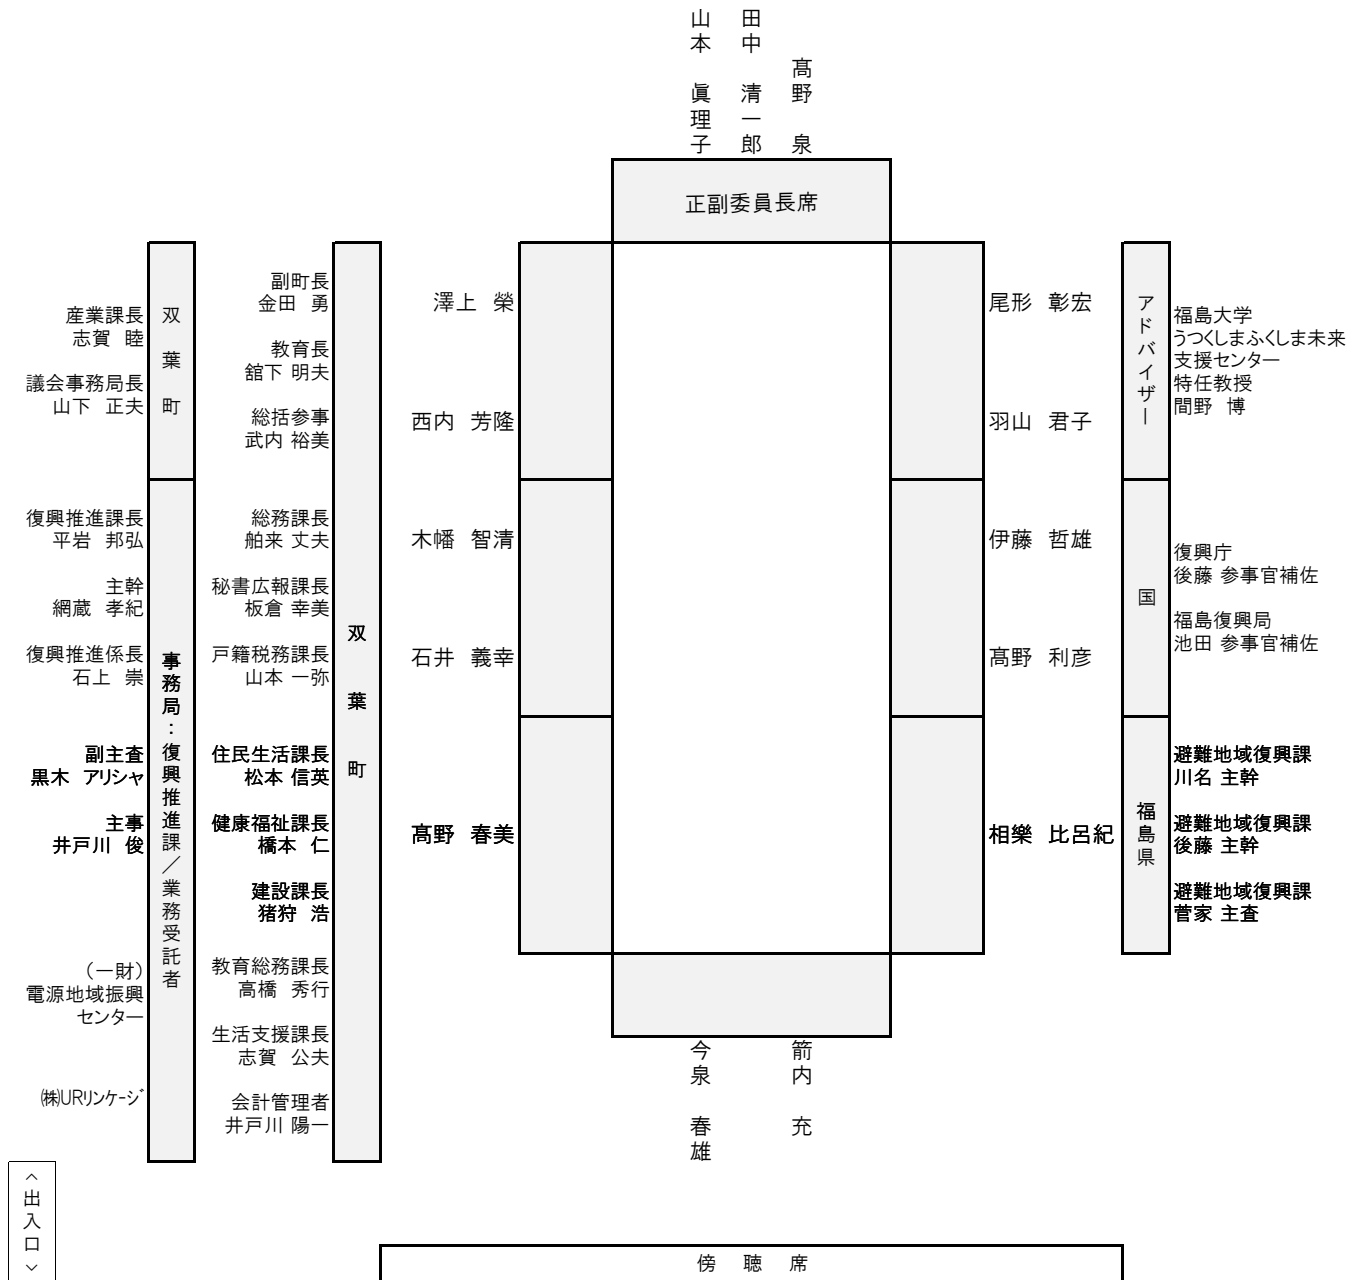 山本 眞理子
田中 清一郎
髙野 泉
正副委員長席
産業課長
志賀 睦
議会事務局長
山下 正夫
双葉町
復興推進課長
平岩 邦弘
主幹
網蔵 孝紀
復興推進係長
石上 崇
副主査
黒木 アリシャ
主事
井戸川 俊
(一財)
電源地域振興
センター
㈱URリンケージ
事務局:復興推進課/業務受託者
副町長
金田 勇
教育長
舘下 明夫
総括参事
武内 裕美
総務課長
舶来 丈夫
秘書広報課長
板倉 幸美
戸籍税務課長
山本 一弥
住民生活課長
松本 信英
健康福祉課長
橋本 仁
建設課長
猪狩 浩
教育総務課長
高橋 秀行
生活支援課長
志賀 公夫
会計管理者
井戸川 陽一
双葉町
澤上 榮
西内 芳隆
木幡 智清
石井 義幸
髙野 春美
尾形 彰宏
羽山 君子
伊藤 哲雄
髙野 利彦
相樂 比呂紀
アドバイザー
福島大学
うつくしまふくしま未来
支援センター
特任教授
間野 博
国
復興庁
後藤 参事官補佐
福島復興局
池田 参事官補佐
福島県
避難地域復興課
川名 主幹
避難地域復興課
後藤 主幹
避難地域復興課
菅家 主査
今泉 春雄
箭内 充
<出入口>
傍聴席